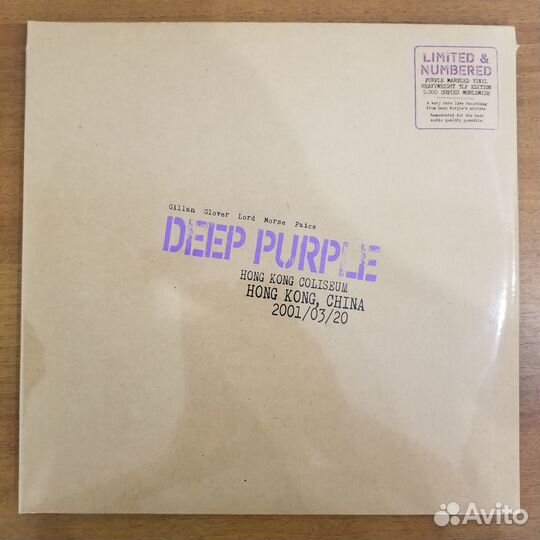 LIMITED &
NUMBERED
PURPLE MARBLED VINYL
HEAVYWEIGHT 3LP EDITION
5.000 COPIES WORLDWIDE
A very rare live recording
from Deep Purple's archive.
Remastered for the best
audio quality possible.
Gillan Glover Lord Morse Paice
DEEP PURPLE
HONG KONG COLISEUM
HONG KONG, CHINA
2001/03/20
Avito